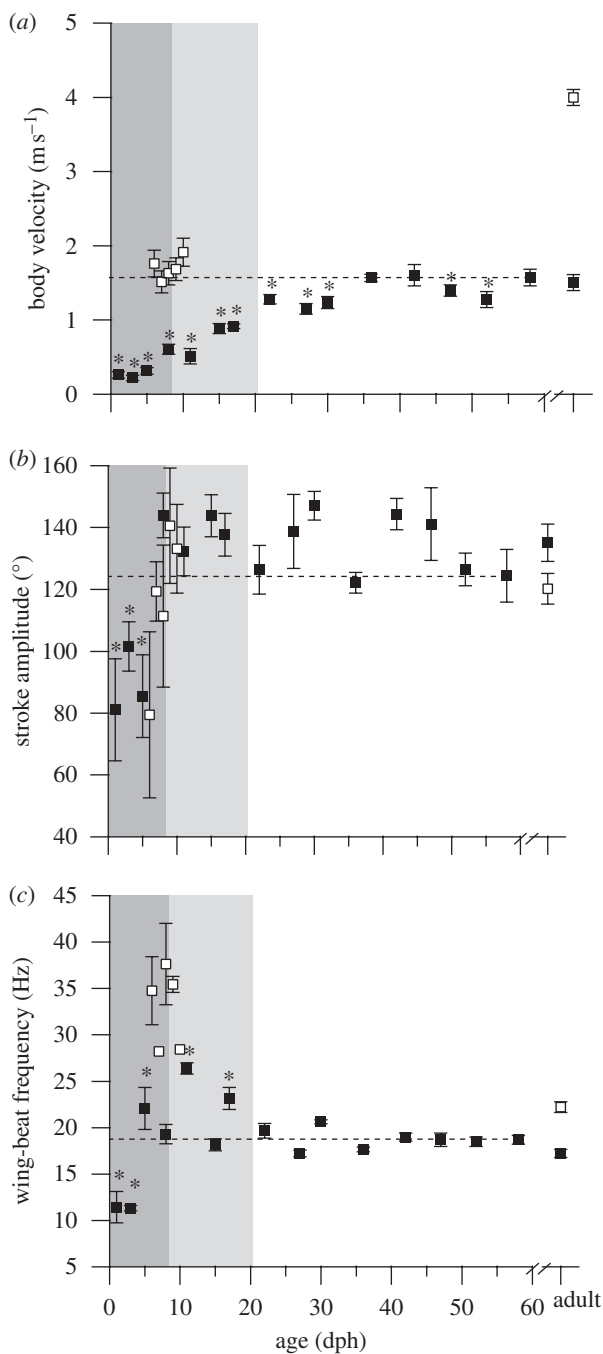 (a)
5
4
3
2
1
0
body velocity (m s⁻¹)
* * * * * * * * * * * *
(b)
160
140
120
100
80
60
40
stroke amplitude (°)
* * *
(c)
45
40
35
30
25
20
15
10
5
wing-beat frequency (Hz)
* * * * *
0 10 20 30 40 50 60 adult
age (dph)